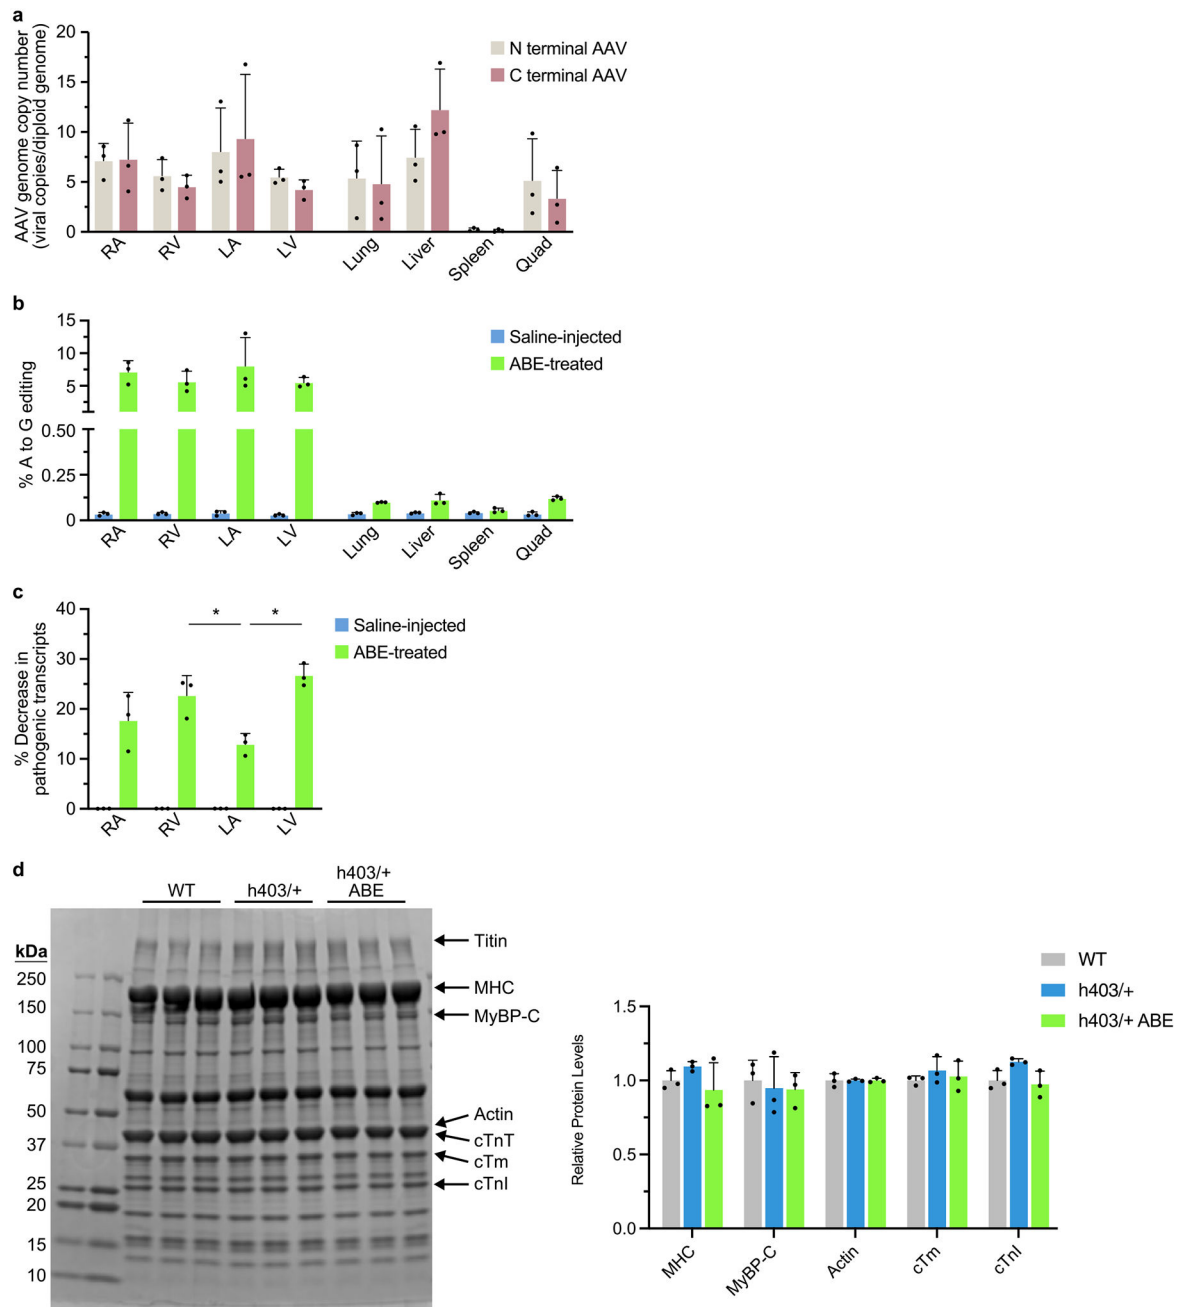 a
AAV genome copy number
(viral copies/diploid genome)
20
15
10
5
0
N terminal AAV
C terminal AAV
RA
RV
LA
LV
Lung
Liver
Spleen
Quad
b
% A to G editing
15
10
5
0.50
0.25
0
Saline-injected
ABE-treated
RA
RV
LA
LV
Lung
Liver
Spleen
Quad
c
% Decrease in
pathogenic transcripts
40
30
20
10
0
*
*
Saline-injected
ABE-treated
RA
RV
LA
LV
d
WT
h403/+
h403/+
ABE
kDa
250
150
100
75
50
37
25
20
15
10
Titin
MHC
MyBP-C
Actin
cTnT
cTm
cTnI
WT
h403/+
h403/+ ABE
Relative Protein Levels
1.5
1.0
0.5
0.0
MHC
MyBP-C
Actin
cTm
cTnI